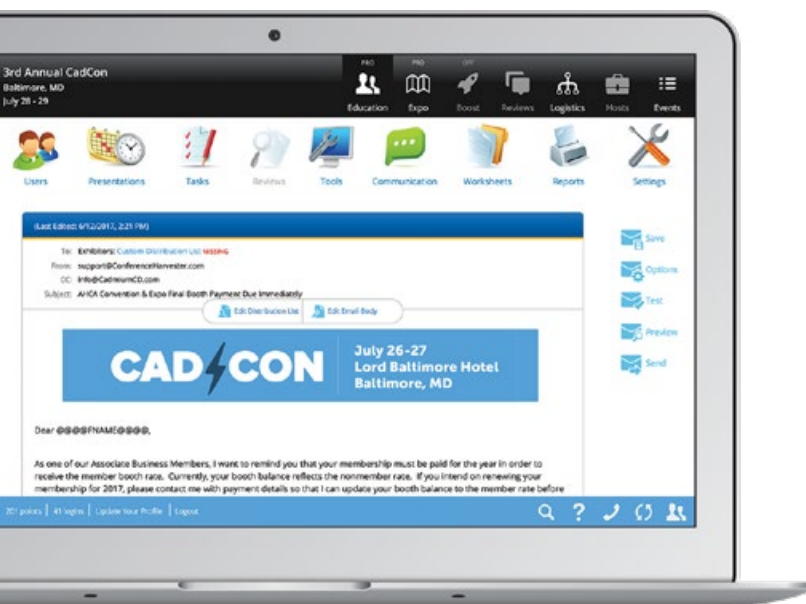 3rd Annual CadCon
Baltimore, MD
July 28 - 29
PRO PRO OFF
Education Expo Boost Reviews Logistics Hosts Events
Users Presentations Tasks Reviews Tools Communication Worksheets Reports Settings
(Last Edited: 6/12/2017, 2:21 PM)
To: Exhibitors: Custom Distribution List MISSING
From: support@ConferenceHarvester.com
CC: info@CadmiumCD.com
Subject: AHCA Convention & Expo Final Booth Payment Due Immediately
Edit Distribution List Edit Email Body
Save
Options
Test
Preview
Send
CAD CON
July 26-27
Lord Baltimore Hotel
Baltimore, MD
Dear @@@@FNAME@@@@,
As one of our Associate Business Members, I want to remind you that your membership must be paid for the year in order to
receive the member booth rate. Currently, your booth balance reflects the nonmember rate. If you intend on renewing your
membership for 2017, please contact me with payment details so that I can update your booth balance to the member rate before
201 points | 41 logins | Update Your Profile | Logout